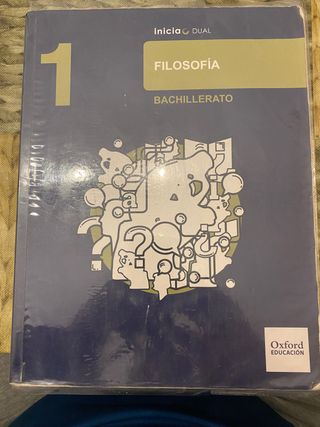 inicia DUAL
1
FILOSOFÍA
BACHILLERATO
Oxford
EDUCACIÓN